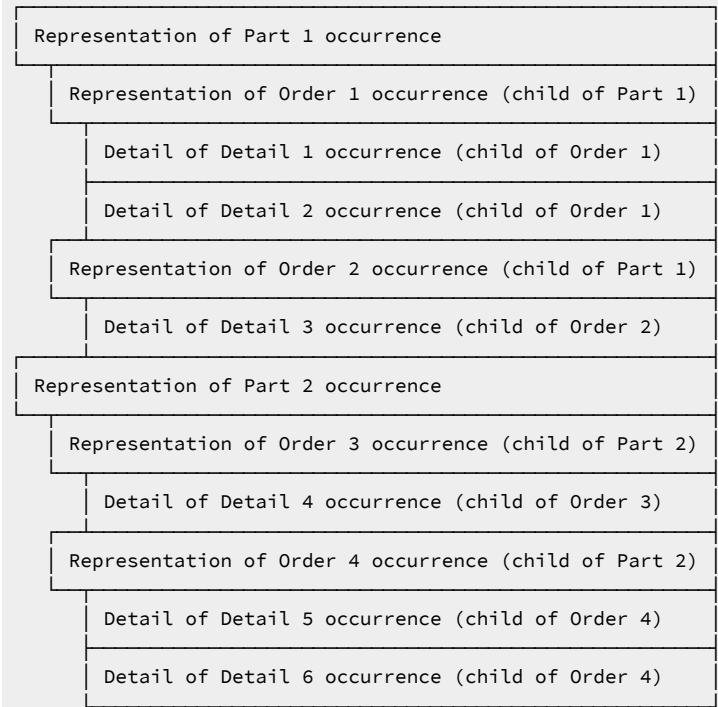 Representation of Part 1 occurrence
Representation of Order 1 occurrence (child of Part 1)
Detail of Detail 1 occurrence (child of Order 1)
Detail of Detail 2 occurrence (child of Order 1)
Representation of Order 2 occurrence (child of Part 1)
Detail of Detail 3 occurrence (child of Order 2)
Representation of Part 2 occurrence
Representation of Order 3 occurrence (child of Part 2)
Detail of Detail 4 occurrence (child of Order 3)
Representation of Order 4 occurrence (child of Part 2)
Detail of Detail 5 occurrence (child of Order 4)
Detail of Detail 6 occurrence (child of Order 4)